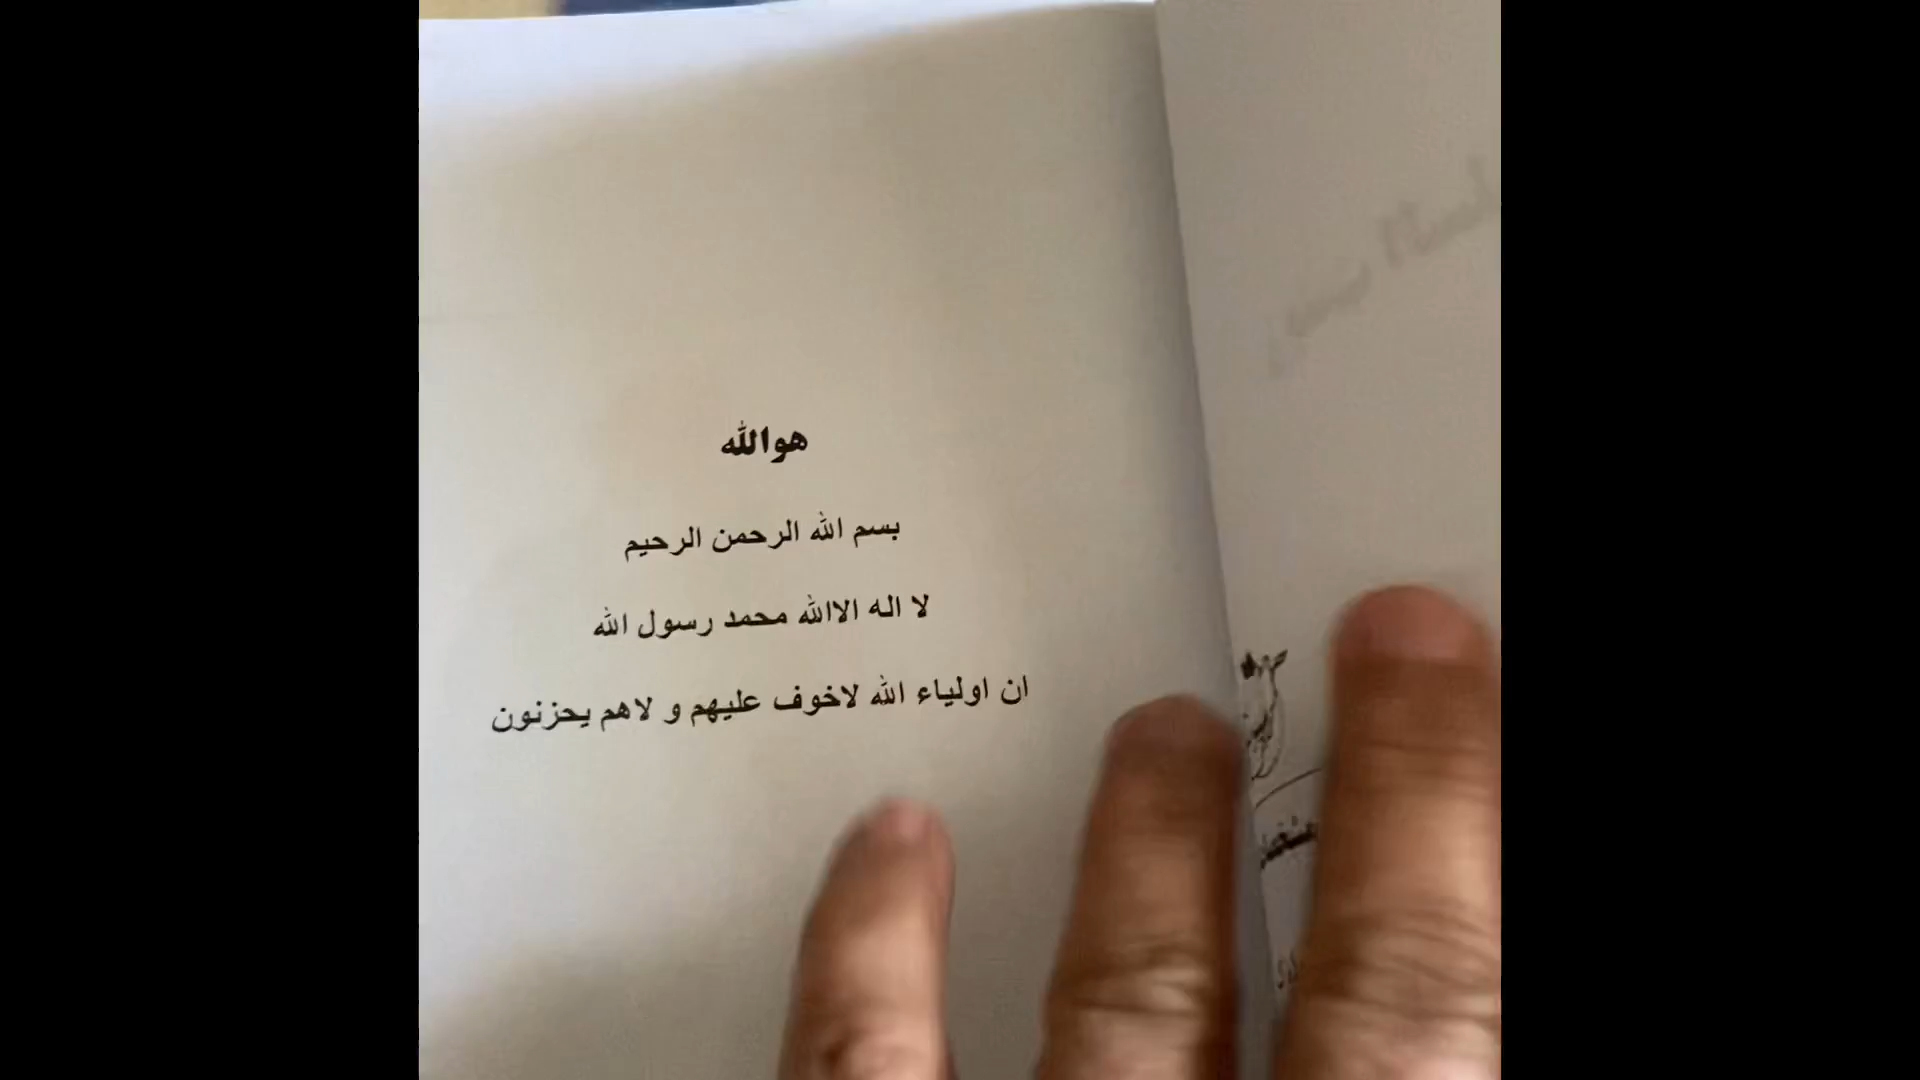 هوالله
بسم الله الرحمن الرحيم
لا اله الاالله محمد رسول الله
ان اولياء الله لاخوف عليهم و لاهم يحزنون